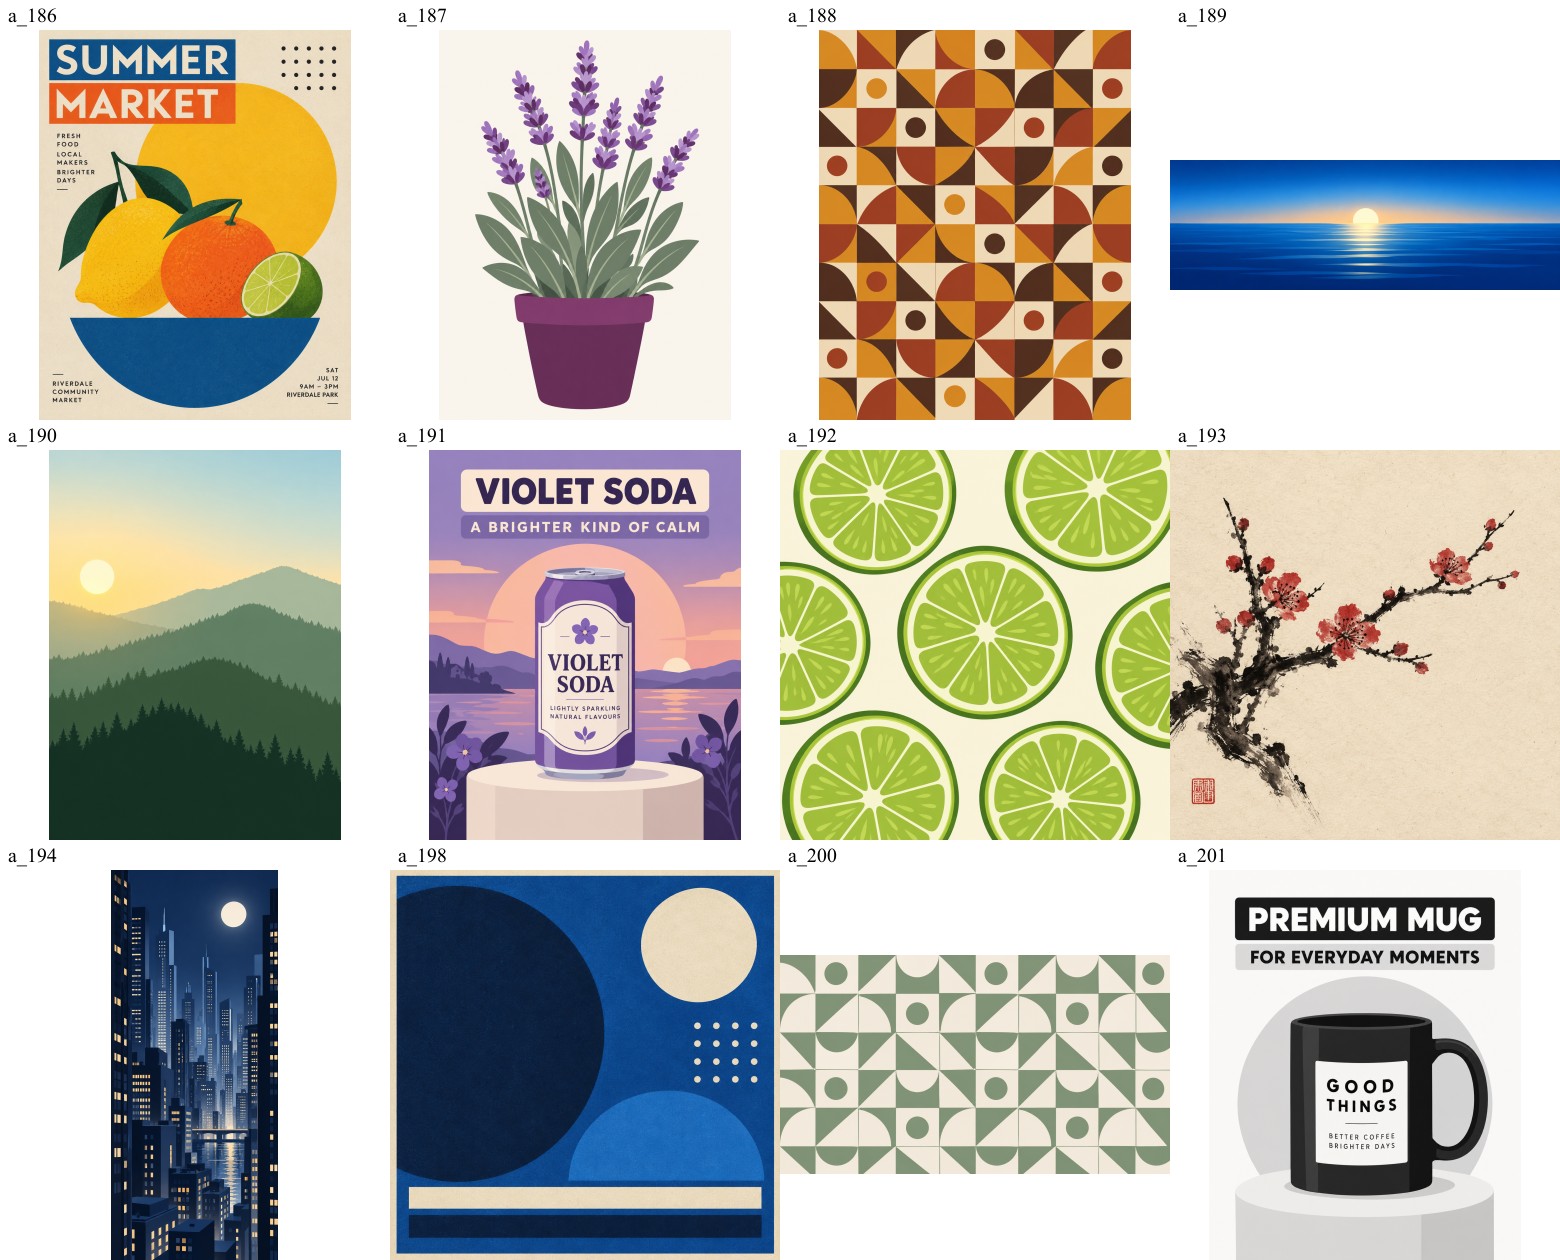 a_186
a_187
a_188
a_189
SUMMER
MARKET
FRESH
FOOD
LOCAL
MAKERS
BRIGHTER
DAYS
RIVERDALE
COMMUNITY
MARKET
SAT
JUL 12
9AM – 3PM
RIVERDALE PARK
a_190
a_191
a_192
a_193
VIOLET SODA
A BRIGHTER KIND OF CALM
VIOLET
SODA
LIGHTLY SPARKLING
NATURAL FLAVOURS
a_194
a_198
a_200
a_201
PREMIUM MUG
FOR EVERYDAY MOMENTS
GOOD
THINGS
BETTER COFFEE
BRIGHTER DAYS